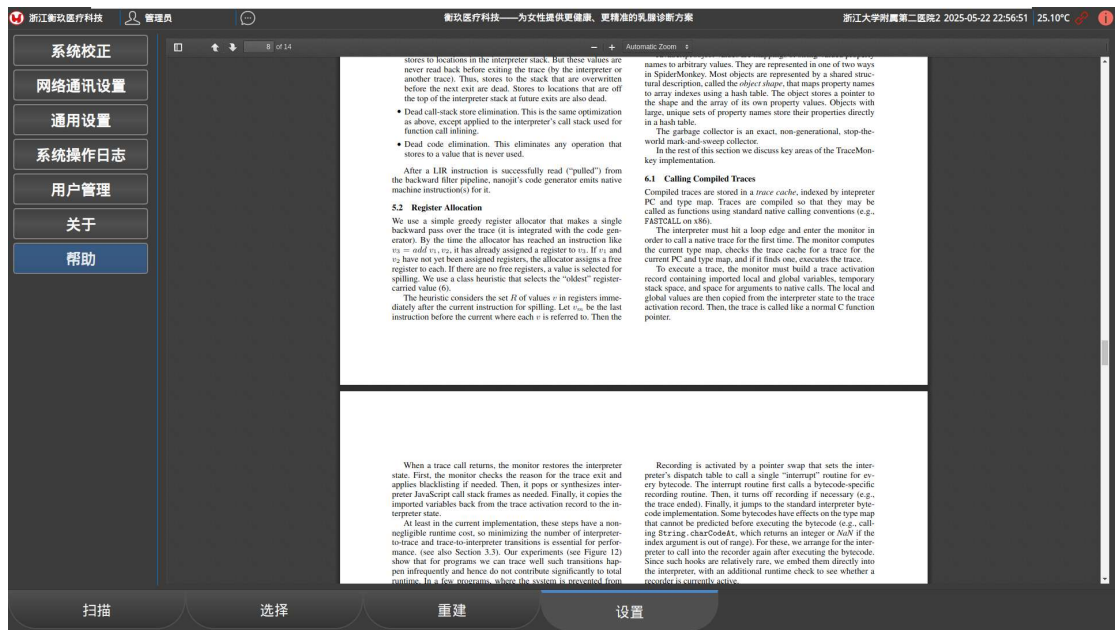 浙江衡玖医疗科技 管理员 衡玖医疗科技——为女性提供更健康、更精准的乳腺诊断方案 浙江大学附属第二医院2 2025-05-22 22:56:51 25.10°C
系统校正
网络通讯设置
通用设置
系统操作日志
用户管理
关于
帮助
8 of 14 − + Automatic Zoom
stores to locations in the interpreter stack. But these values are
never read back before exiting the trace (by the interpreter or
another trace). Thus, stores to the stack that are overwritten
before the next exit are dead. Stores to locations that are off
the top of the interpreter stack at future exits are also dead.
• Dead call-stack store elimination. This is the same optimization
as above, except applied to the interpreter's call stack used for
function call inlining.
• Dead code elimination. This eliminates any operation that
stores to a value that is never used.
After a LIR instruction is successfully read ("pulled") from
the backward filter pipeline, nanojit's code generator emits native
machine instruction(s) for it.
5.2 Register Allocation
We use a simple greedy register allocator that makes a single
backward pass over the trace (it is integrated with the code gen-
erator). By the time the allocator has reached an instruction like
v3 = add v1, v2, it has already assigned a register to v3. If v1 and
v2 have not yet been assigned registers, the allocator assigns a free
register to each. If there are no free registers, a value is selected for
spilling. We use a class heuristic that selects the "oldest" register-
carried value (6).
The heuristic considers the set R of values v in registers imme-
diately after the current instruction for spilling. Let vm be the last
instruction before the current where each v is referred to. Then the
names to arbitrary values. They are represented in one of two ways
in SpiderMonkey. Most objects are represented by a shared struc-
tural description, called the object shape, that maps property names
to array indexes using a hash table. The object stores a pointer to
the shape and the array of its own property values. Objects with
large, unique sets of property names store their properties directly
in a hash table.
The garbage collector is an exact, non-generational, stop-the-
world mark-and-sweep collector.
In the rest of this section we discuss key areas of the TraceMon-
key implementation.
6.1 Calling Compiled Traces
Compiled traces are stored in a trace cache, indexed by intepreter
PC and type map. Traces are compiled so that they may be
called as functions using standard native calling conventions (e.g.,
FASTCALL on x86).
The interpreter must hit a loop edge and enter the monitor in
order to call a native trace for the first time. The monitor computes
the current type map, checks the trace cache for a trace for the
current PC and type map, and if it finds one, executes the trace.
To execute a trace, the monitor must build a trace activation
record containing imported local and global variables, temporary
stack space, and space for arguments to native calls. The local and
global values are then copied from the interpreter state to the trace
activation record. Then, the trace is called like a normal C function
pointer.
When a trace call returns, the monitor restores the interpreter
state. First, the monitor checks the reason for the trace exit and
applies blacklisting if needed. Then, it pops or synthesizes inter-
preter JavaScript call stack frames as needed. Finally, it copies the
imported variables back from the trace activation record to the in-
terpreter state.
At least in the current implementation, these steps have a non-
negligible runtime cost, so minimizing the number of interpreter-
to-trace and trace-to-interpreter transitions is essential for perfor-
mance. (see also Section 3.3). Our experiments (see Figure 12)
show that for programs we can trace well such transitions hap-
pen infrequently and hence do not contribute significantly to total
runtime. In a few programs, where the system is prevented from
Recording is activated by a pointer swap that sets the inter-
preter's dispatch table to call a single "interrupt" routine for ev-
ery bytecode. The interrupt routine first calls a bytecode-specific
recording routine. Then, it turns off recording if necessary (e.g.,
the trace ended). Finally, it jumps to the standard interpreter byte-
code implementation. Some bytecodes have effects on the type map
that cannot be predicted before executing the bytecode (e.g., call-
ing String.charCodeAt, which returns an integer or NaN if the
index argument is out of range). For these, we arrange for the inter-
preter to call into the recorder again after executing the bytecode.
Since such hooks are relatively rare, we embed them directly into
the interpreter, with an additional runtime check to see whether a
recorder is currently active.
扫描 选择 重建 设置